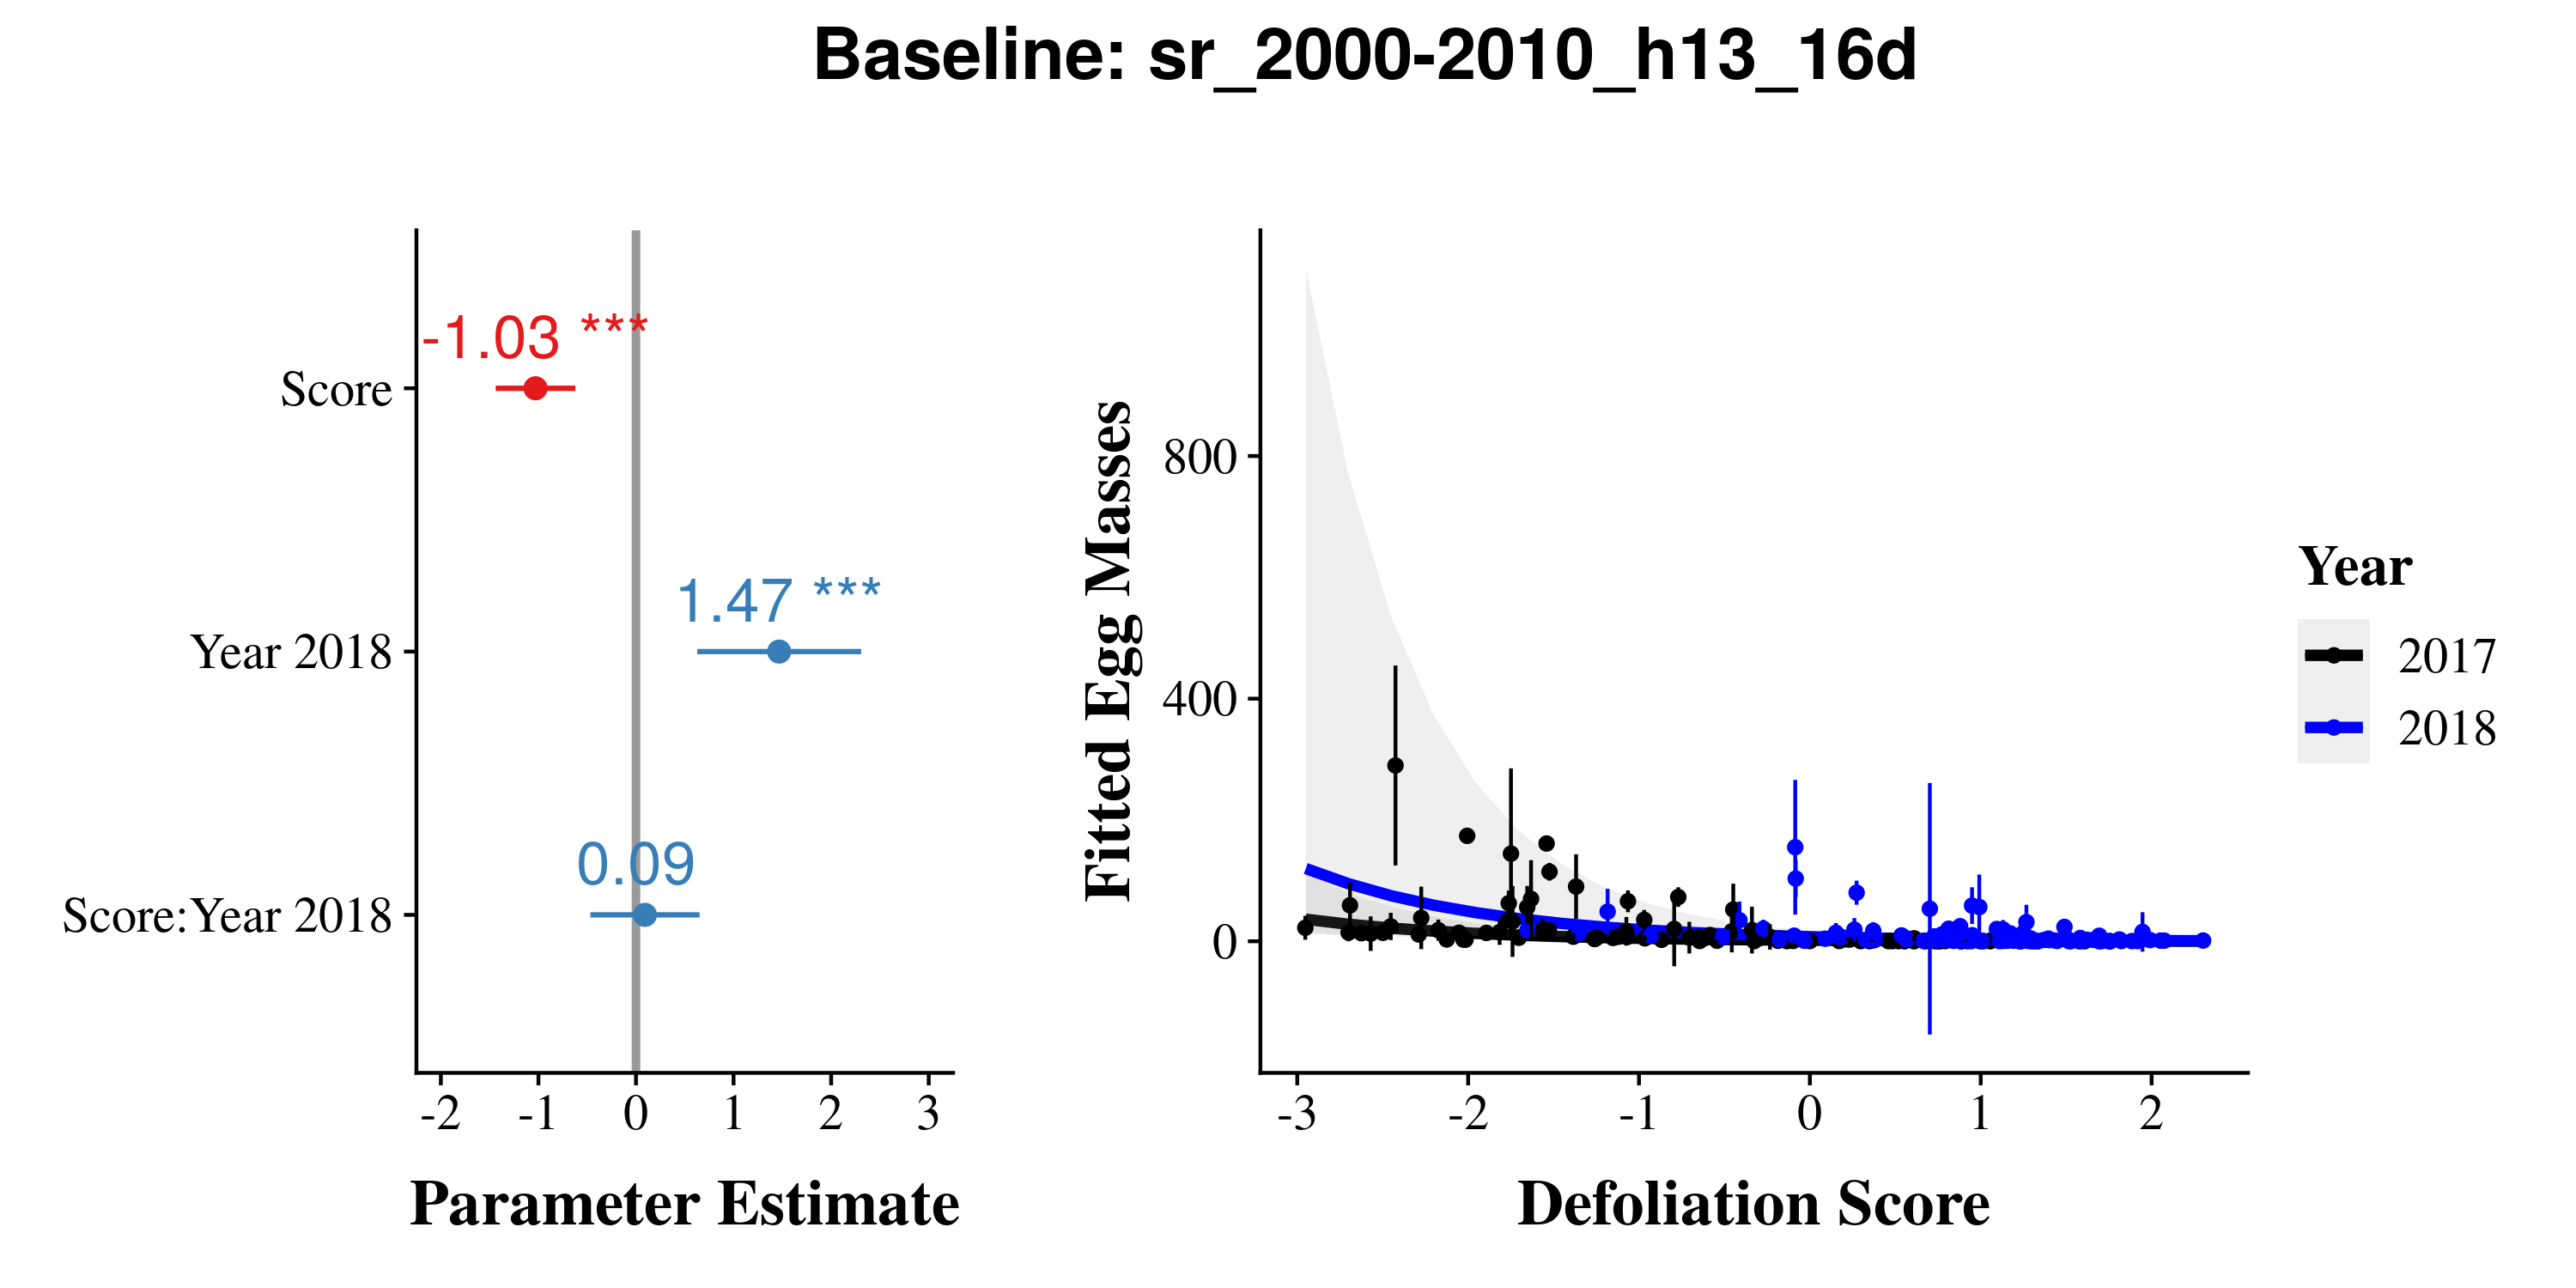 Baseline: sr_2000-2010_h13_16d
-1.03 ***
Score
1.47 ***
Year 2018
0.09
Score:Year 2018
-2 -1 0 1 2 3
Parameter Estimate
Fitted Egg Masses
800
400
0
-3 -2 -1 0 1 2
Defoliation Score
Year
2017
2018